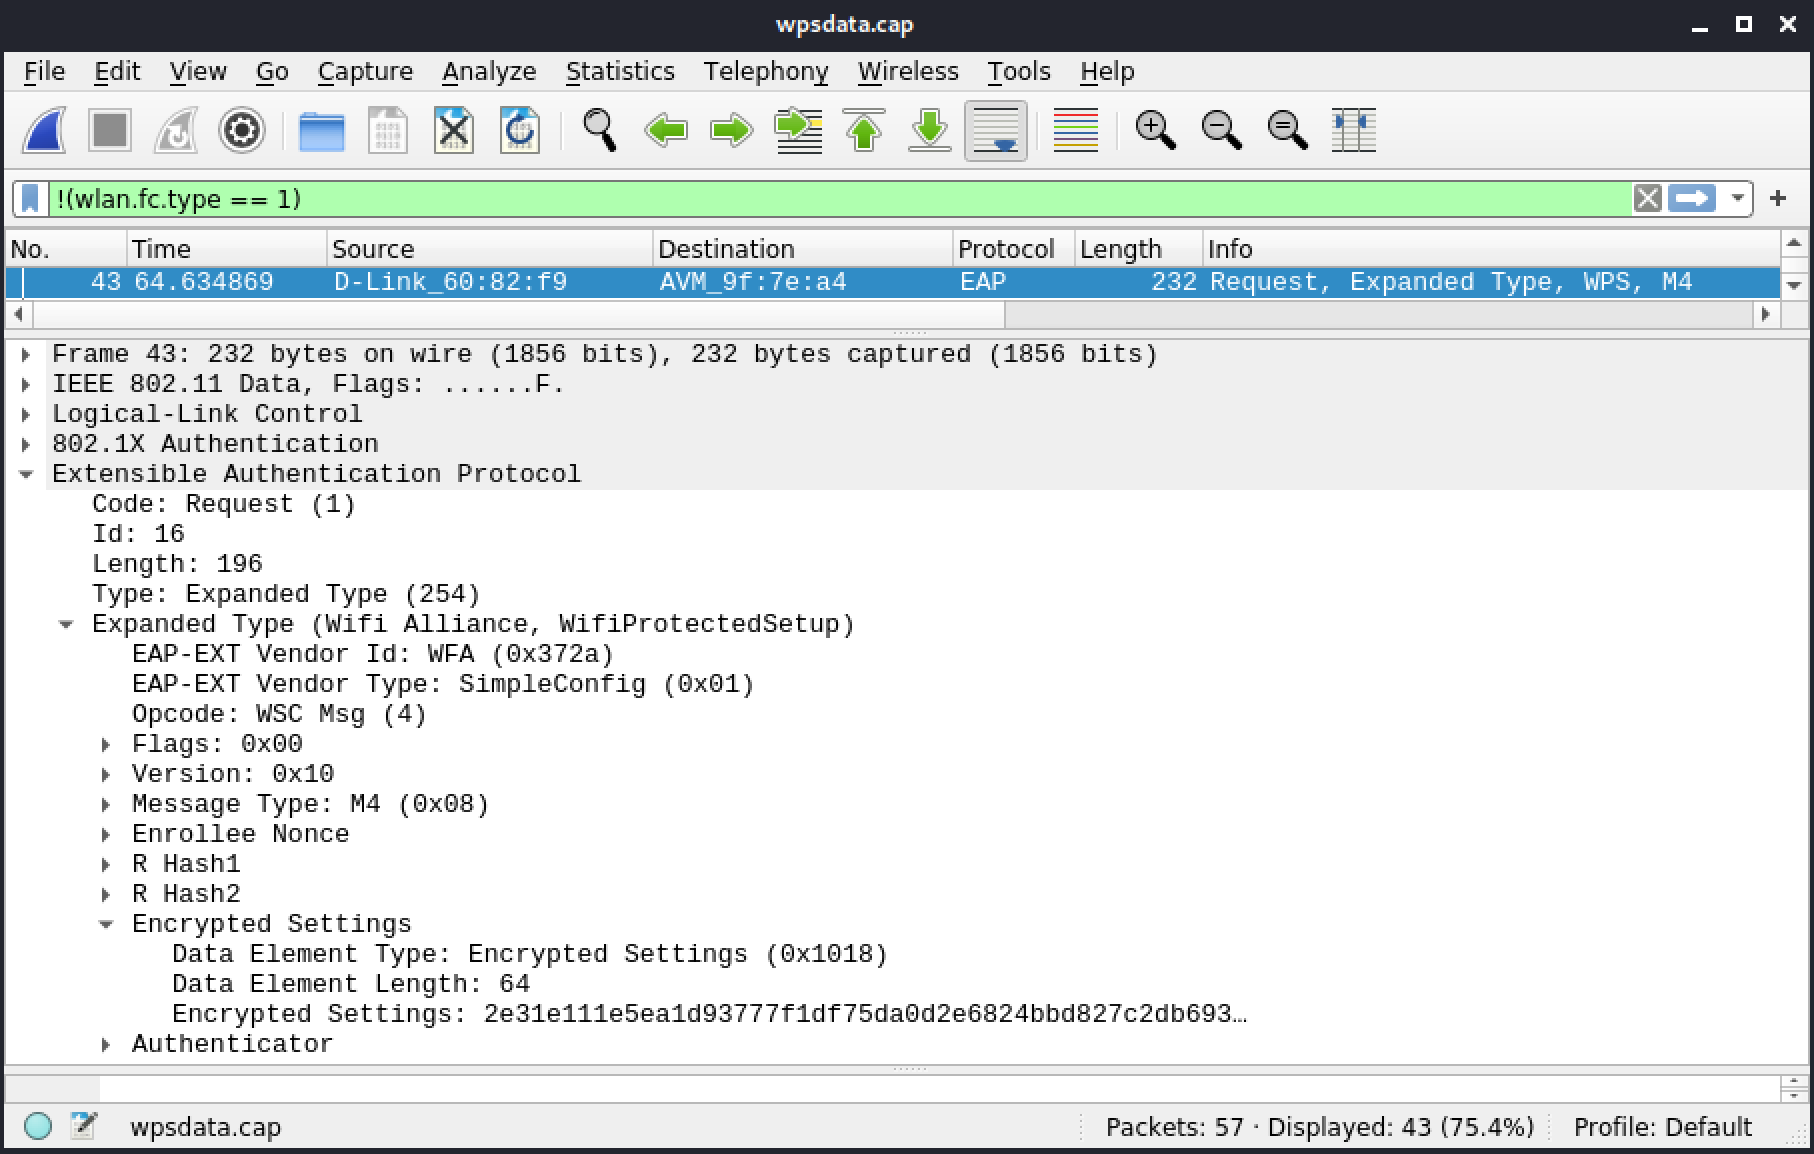 wpsdata.cap
File Edit View Go Capture Analyze Statistics Telephony Wireless Tools Help
!(wlan.fc.type == 1)
No. Time Source Destination Protocol Length Info
43 64.634869 D-Link_60:82:f9 AVM_9f:7e:a4 EAP 232 Request, Expanded Type, WPS, M4
Frame 43: 232 bytes on wire (1856 bits), 232 bytes captured (1856 bits)
IEEE 802.11 Data, Flags: ......F.
Logical-Link Control
802.1X Authentication
Extensible Authentication Protocol
Code: Request (1)
Id: 16
Length: 196
Type: Expanded Type (254)
Expanded Type (Wifi Alliance, WifiProtectedSetup)
EAP-EXT Vendor Id: WFA (0x372a)
EAP-EXT Vendor Type: SimpleConfig (0x01)
Opcode: WSC Msg (4)
Flags: 0x00
Version: 0x10
Message Type: M4 (0x08)
Enrollee Nonce
R Hash1
R Hash2
Encrypted Settings
Data Element Type: Encrypted Settings (0x1018)
Data Element Length: 64
Encrypted Settings: 2e31e111e5ea1d93777f1df75da0d2e6824bbd827c2db693…
Authenticator
wpsdata.cap
Packets: 57 · Displayed: 43 (75.4%)
Profile: Default